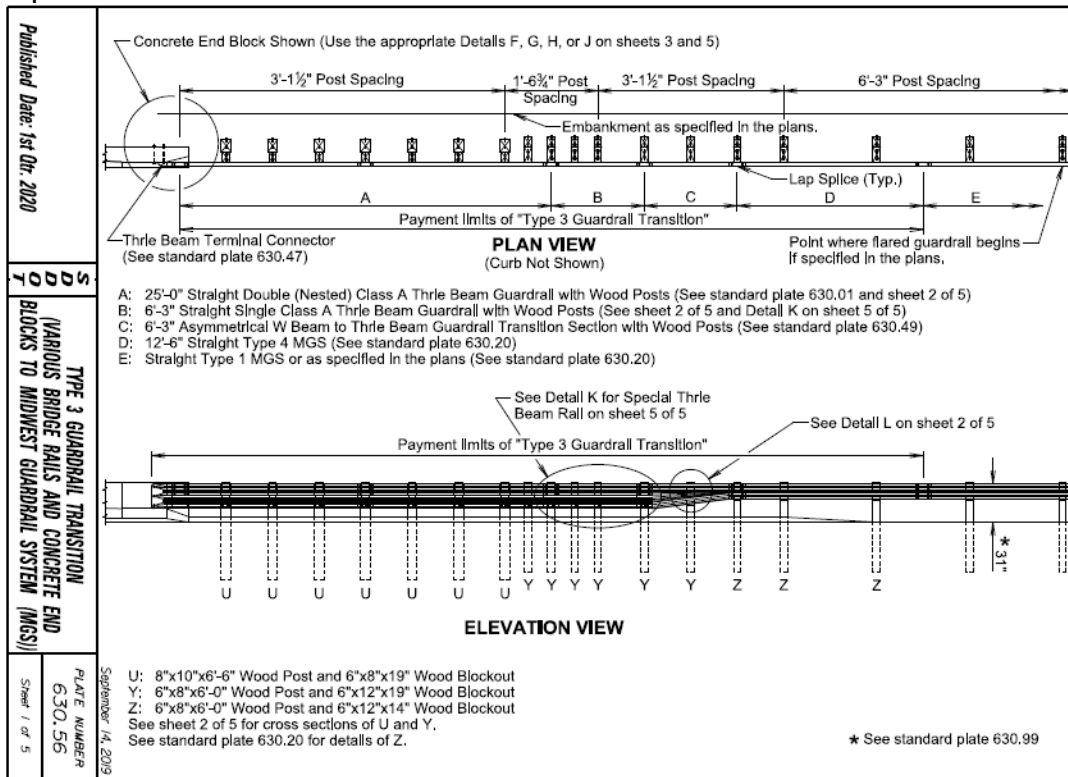 Concrete End Block Shown (Use the appropriate Details F, G, H, or J on sheets 3 and 5)
3'-1½" Post Spacing
1'-6¾" Post
Spacing
3'-1½" Post Spacing
6'-3" Post Spacing
Embankment as specified in the plans.
Lap Splice (Typ.)
A
B
C
D
E
Payment limits of "Type 3 Guardrail Transition"
Thrie Beam Terminal Connector
(See standard plate 630.47)
PLAN VIEW
(Curb Not Shown)
Point where flared guardrail begins
if specified in the plans.
A: 25'-0" Straight Double (Nested) Class A Thrie Beam Guardrail with Wood Posts (See standard plate 630.01 and sheet 2 of 5)
B: 6'-3" Straight Single Class A Thrie Beam Guardrail with Wood Posts (See sheet 2 of 5 and Detail K on sheet 5 of 5)
C: 6'-3" Asymmetrical W Beam to Thrie Beam Guardrail Transition Section with Wood Posts (See standard plate 630.49)
D: 12'-6" Straight Type 4 MGS (See standard plate 630.20)
E: Straight Type 1 MGS or as specified in the plans (See standard plate 630.20)
See Detail K for Special Thrie
Beam Rail on sheet 5 of 5
See Detail L on sheet 2 of 5
Payment limits of "Type 3 Guardrail Transition"
* 31"
U U U U U U U Y Y Y Y Y Y Z Z Z
ELEVATION VIEW
U: 8"x10"x6'-6" Wood Post and 6"x8"x19" Wood Blockout
Y: 6"x8"x6'-0" Wood Post and 6"x12"x19" Wood Blockout
Z: 6"x8"x6'-0" Wood Post and 6"x12"x14" Wood Blockout
See sheet 2 of 5 for cross sections of U and Y.
See standard plate 630.20 for details of Z.
* See standard plate 630.99
September 14, 2019
Published Date: 1st Qtr. 2020
S D D O T
TYPE 3 GUARDRAIL TRANSITION
(VARIOUS BRIDGE RAILS AND CONCRETE END
BLOCKS TO MIDWEST GUARDRAIL SYSTEM (MGS))
PLATE NUMBER
630.56
Sheet 1 of 5